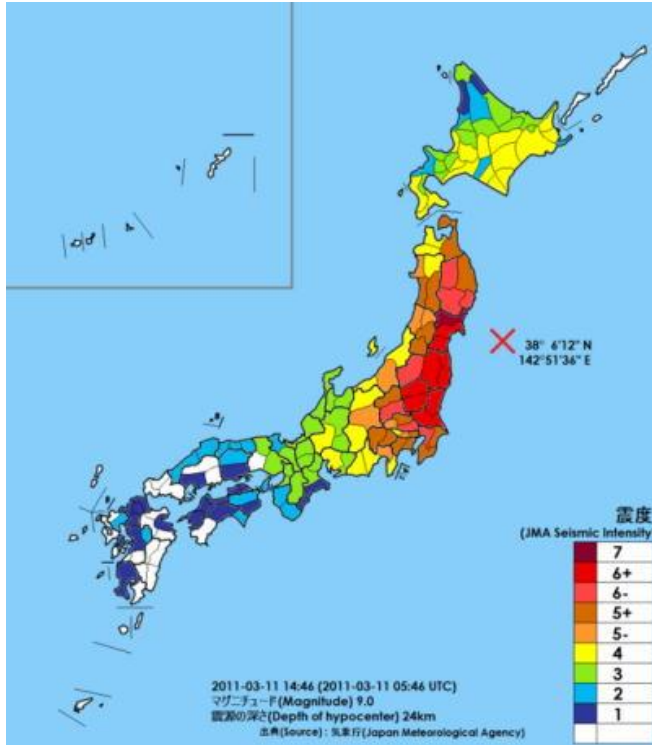 38° 6'12" N
142°51'36" E
震度
(JMA Seismic Intensity)
7
6+
6-
5+
5-
4
3
2
1
2011-03-11 14:46 (2011-03-11 05:46 UTC)
マグニチュード(Magnitude) 9.0
震源の深さ(Depth of hypocenter) 24km
出典(Source) : 気象庁(Japan Meteorological Agency)